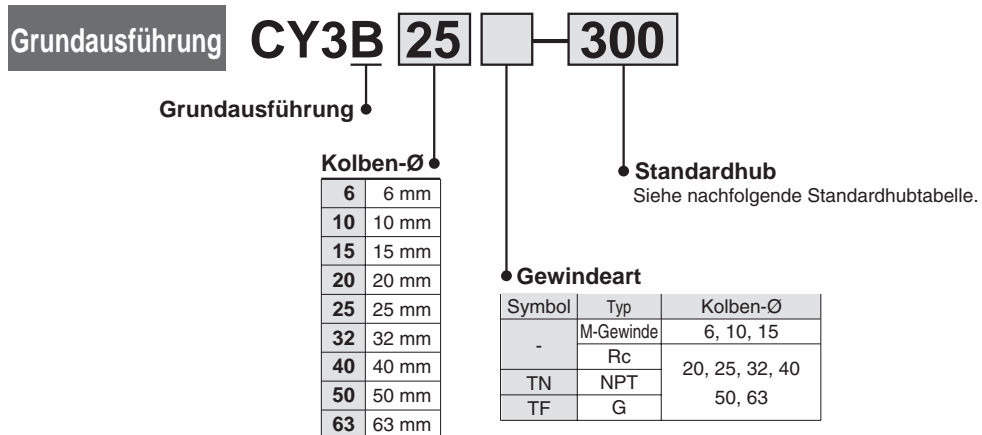 Grundausführung CY3B 25 – 300
Grundausführung
Kolben-Ø
6 6 mm
10 10 mm
15 15 mm
20 20 mm
25 25 mm
32 32 mm
40 40 mm
50 50 mm
63 63 mm
Standardhub
Siehe nachfolgende Standardhubtabelle.
Gewindeart
Symbol Typ Kolben-Ø
- M-Gewinde 6, 10, 15
Rc 20, 25, 32, 40
TN NPT 50, 63
TF G